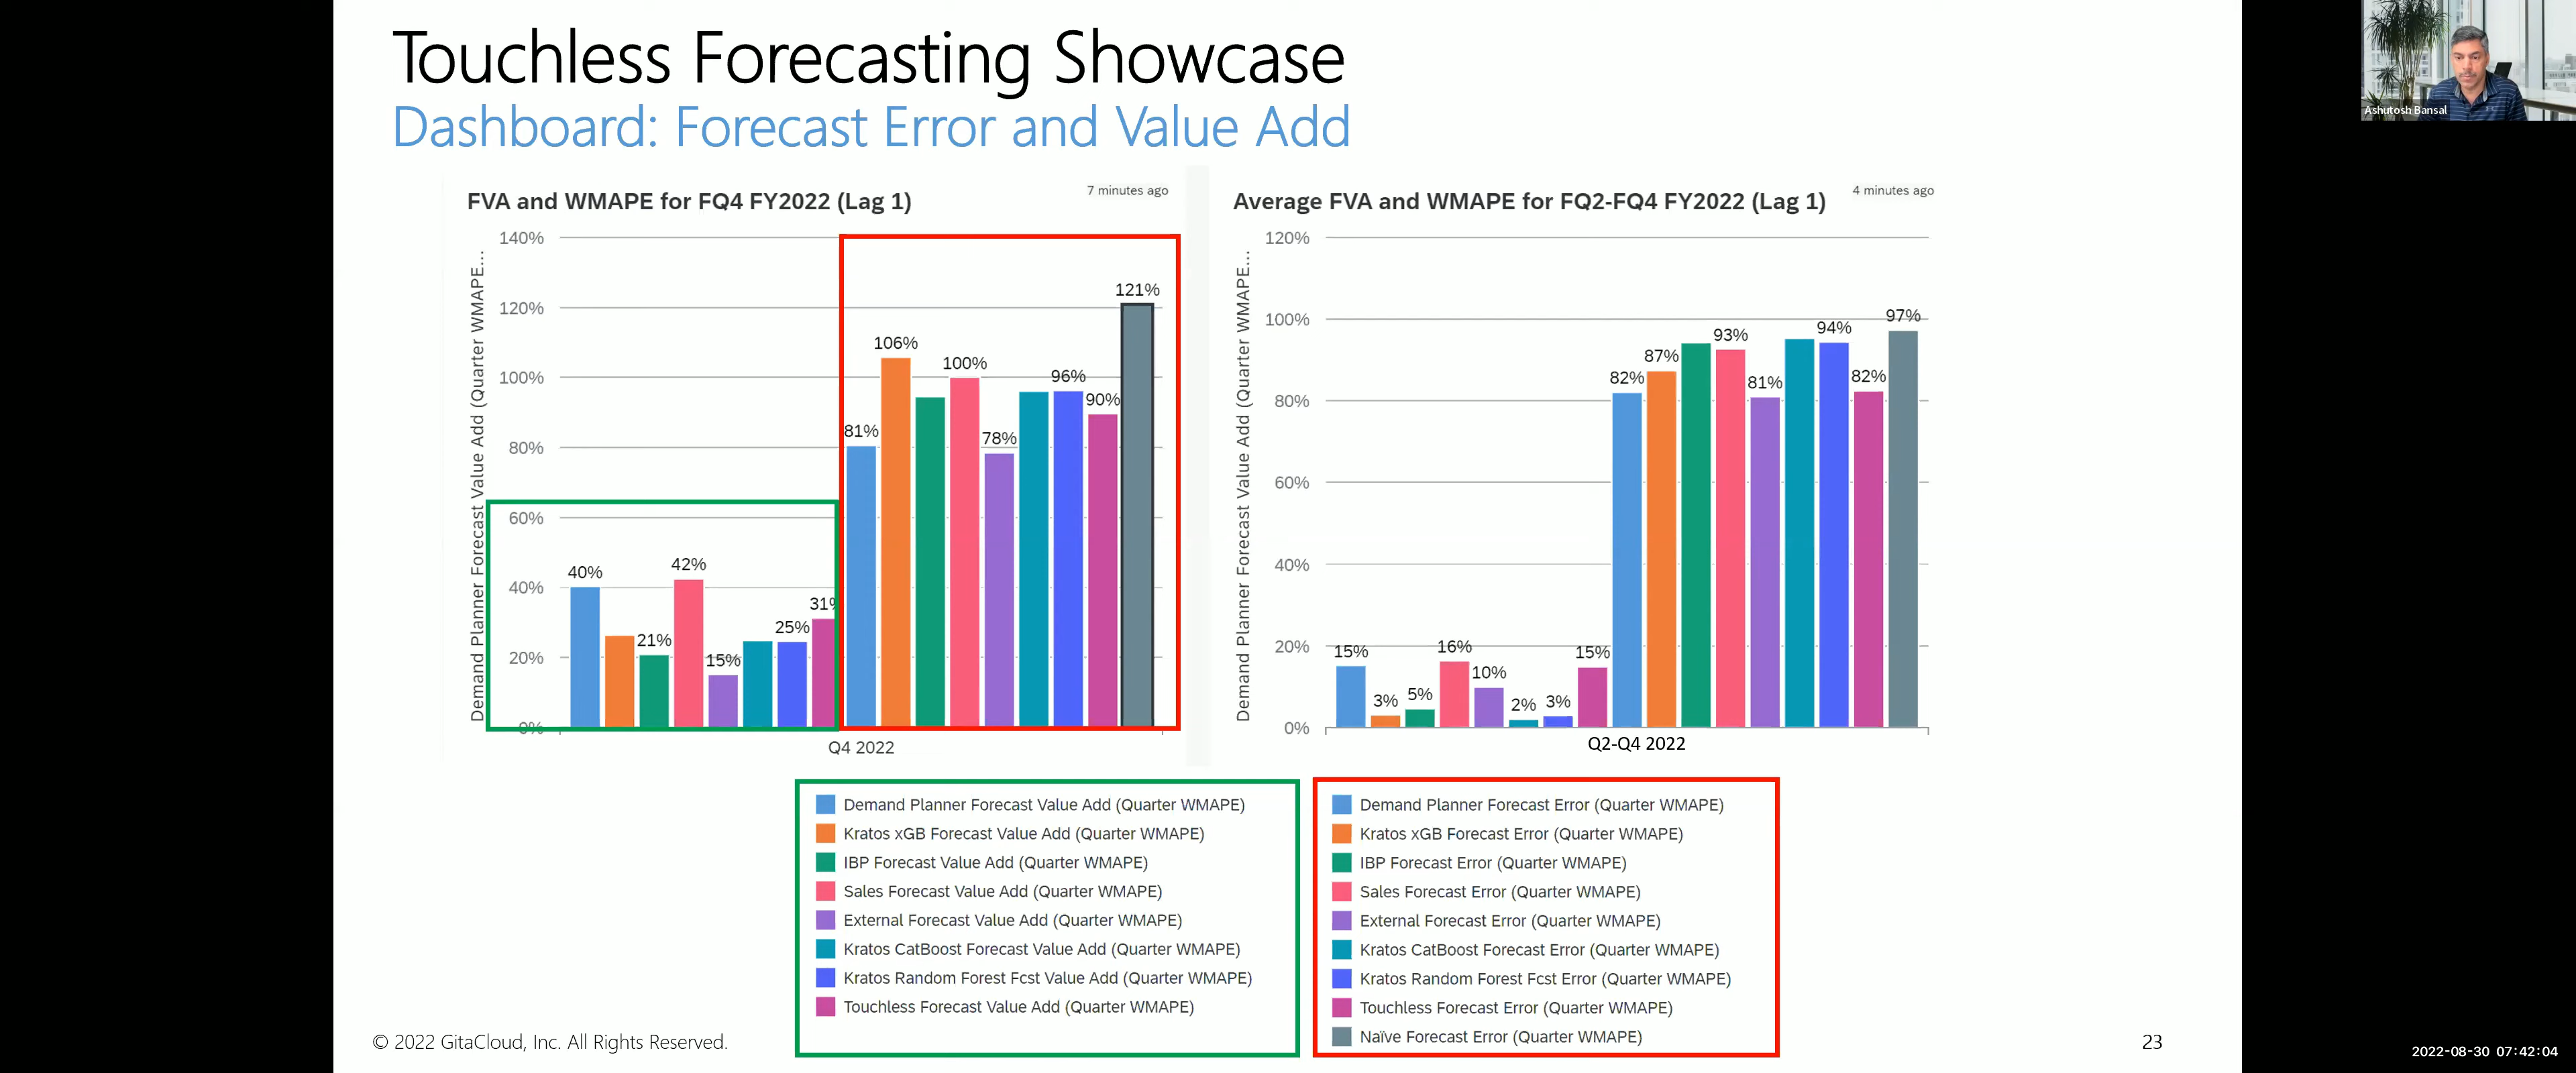 Touchless Forecasting Showcase
Dashboard: Forecast Error and Value Add
Ashutosh Bansal
FVA and WMAPE for FQ4 FY2022 (Lag 1)
7 minutes ago
Demand Planner Forecast Value Add (Quarter WMAPE...
140%
120%
100%
80%
60%
40%
20%
0%
40%
21%
42%
15%
25%
31%
81%
106%
100%
78%
96%
90%
121%
Q4 2022
Average FVA and WMAPE for FQ2-FQ4 FY2022 (Lag 1)
4 minutes ago
Demand Planner Forecast Value Add (Quarter WMAPE...
120%
100%
80%
60%
40%
20%
0%
15%
3%
5%
16%
10%
2%
3%
15%
82%
87%
93%
81%
94%
82%
97%
Q2-Q4 2022
Demand Planner Forecast Value Add (Quarter WMAPE)
Kratos xGB Forecast Value Add (Quarter WMAPE)
IBP Forecast Value Add (Quarter WMAPE)
Sales Forecast Value Add (Quarter WMAPE)
External Forecast Value Add (Quarter WMAPE)
Kratos CatBoost Forecast Value Add (Quarter WMAPE)
Kratos Random Forest Fcst Value Add (Quarter WMAPE)
Touchless Forecast Value Add (Quarter WMAPE)
Demand Planner Forecast Error (Quarter WMAPE)
Kratos xGB Forecast Error (Quarter WMAPE)
IBP Forecast Error (Quarter WMAPE)
Sales Forecast Error (Quarter WMAPE)
External Forecast Error (Quarter WMAPE)
Kratos CatBoost Forecast Error (Quarter WMAPE)
Kratos Random Forest Fcst Error (Quarter WMAPE)
Touchless Forecast Error (Quarter WMAPE)
Naïve Forecast Error (Quarter WMAPE)
© 2022 GitaCloud, Inc. All Rights Reserved.
23
2022-08-30 07:42:04